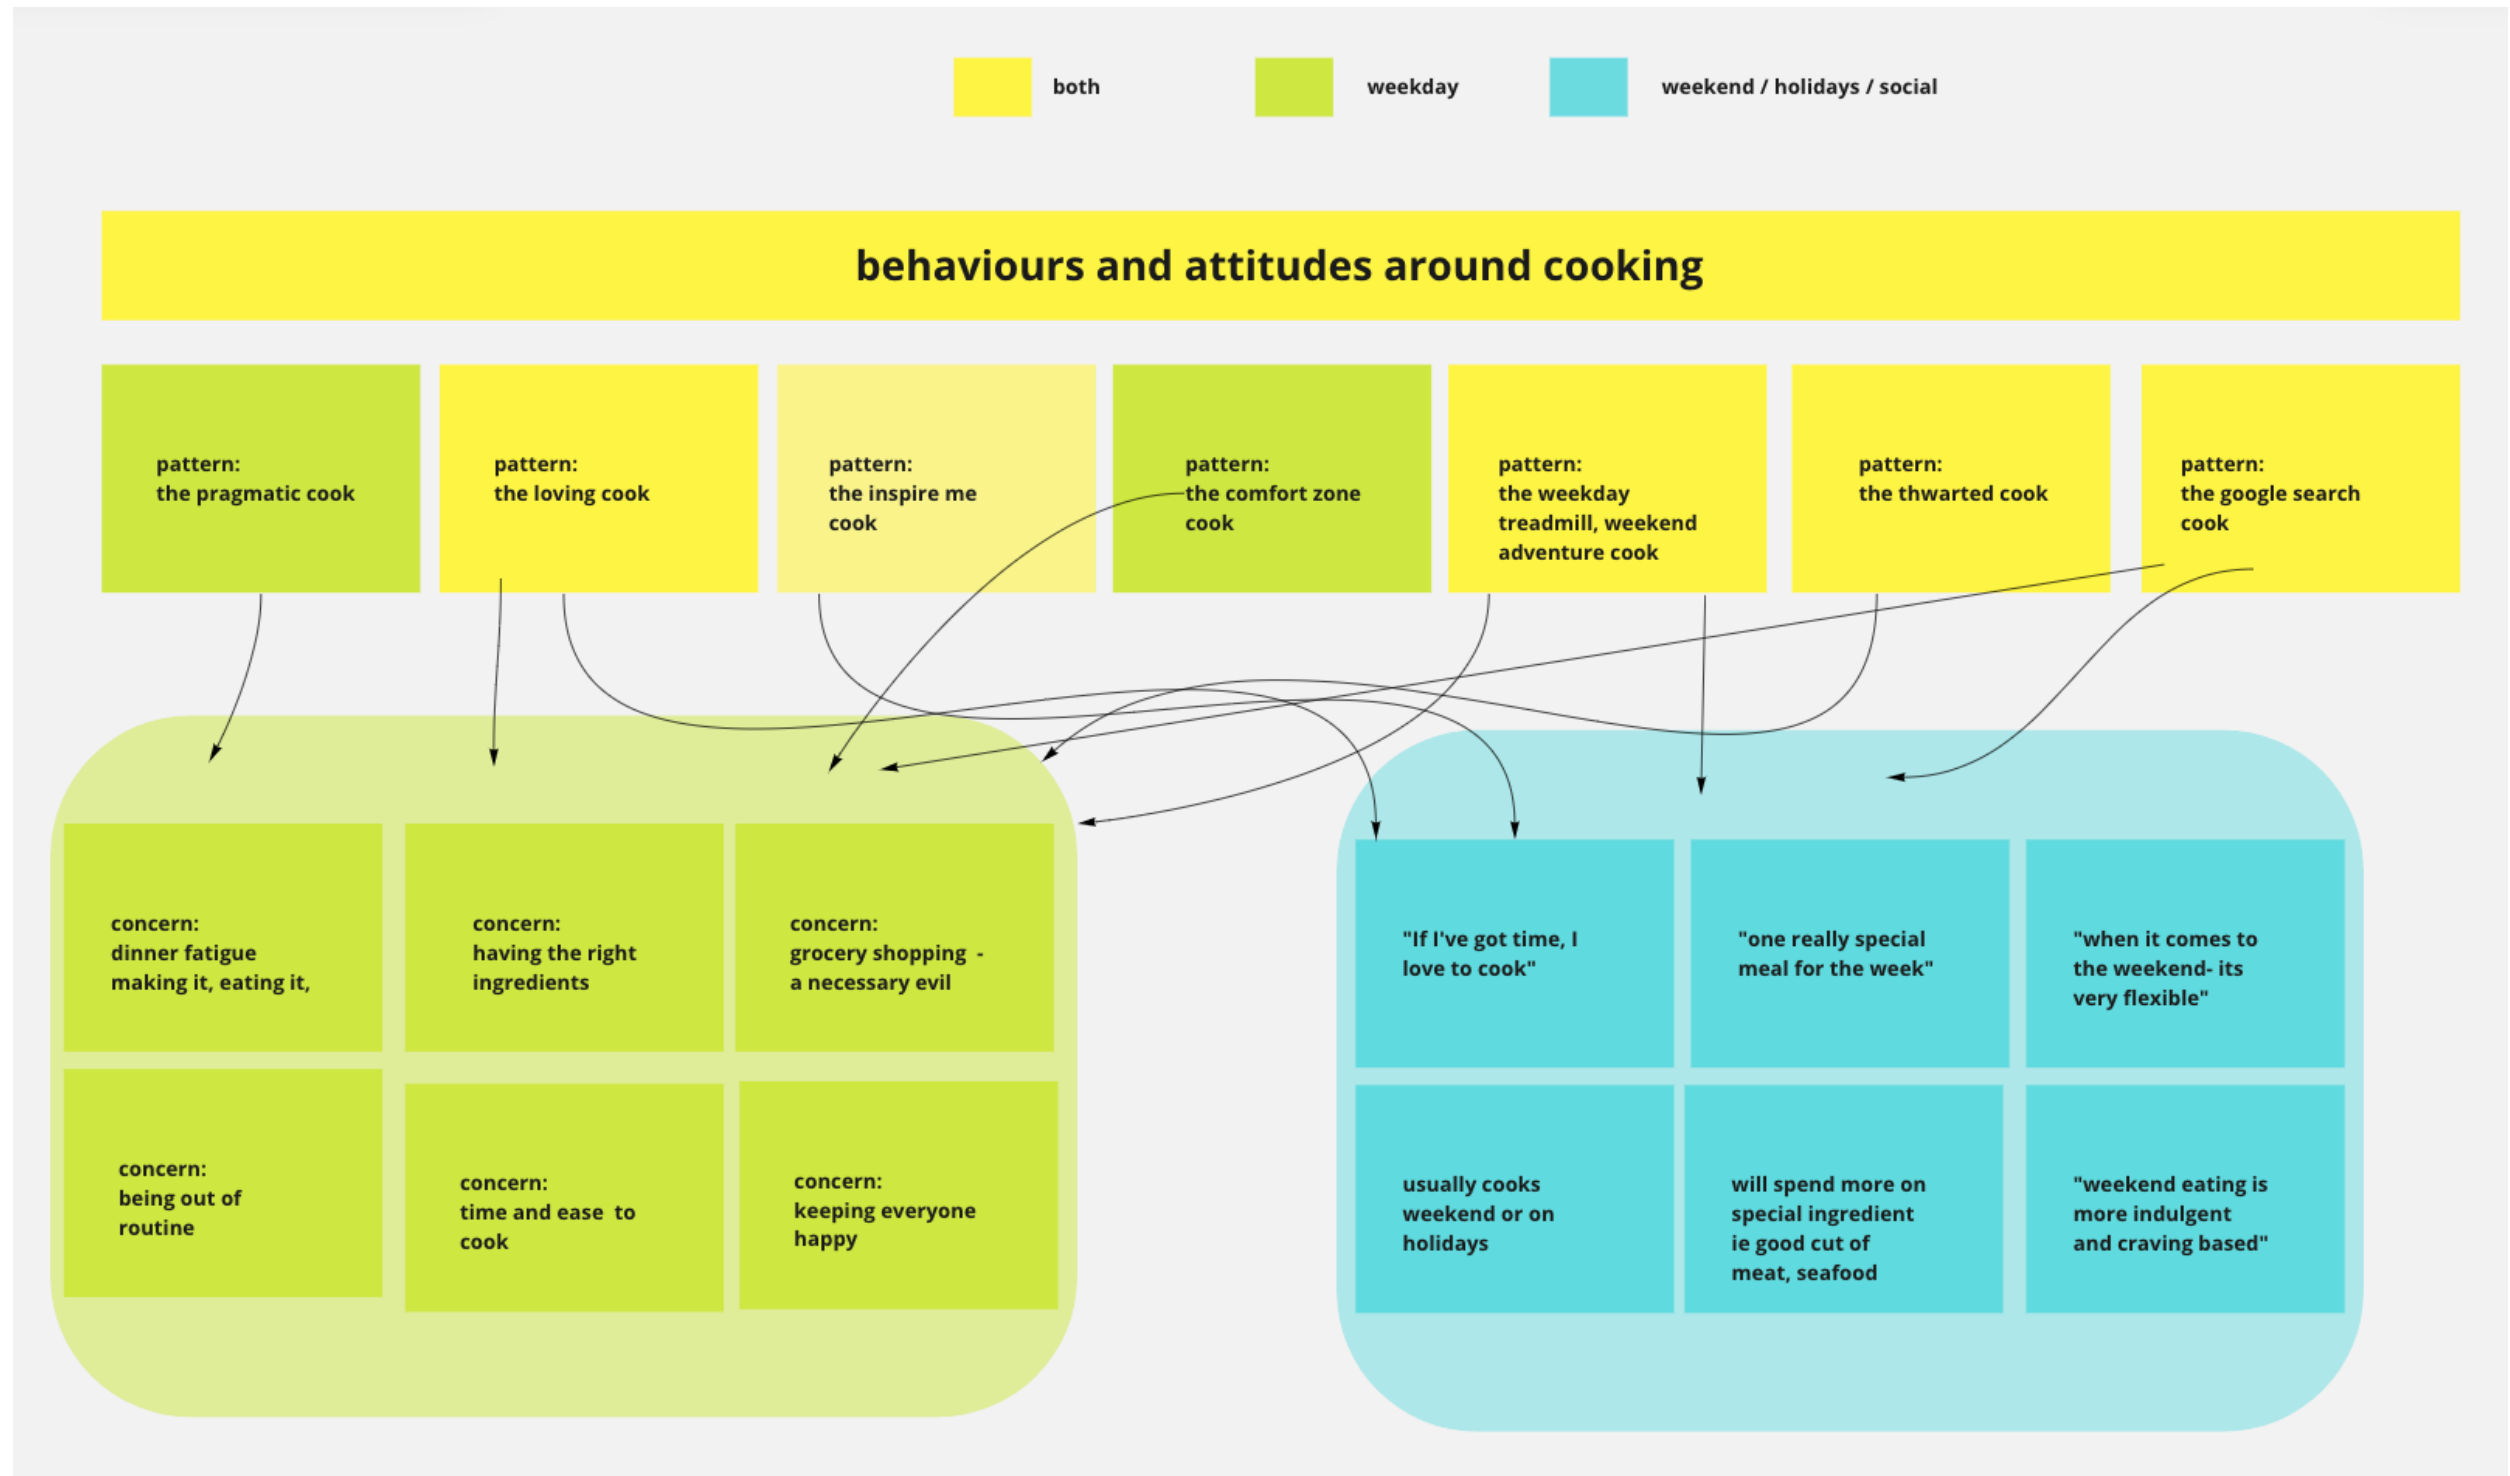 both
weekday
weekend / holidays / social
behaviours and attitudes around cooking
pattern:
the pragmatic cook
pattern:
the loving cook
pattern:
the inspire me
cook
pattern:
the comfort zone
cook
pattern:
the weekday
treadmill, weekend
adventure cook
pattern:
the thwarted cook
pattern:
the google search
cook
concern:
dinner fatigue
making it, eating it,
concern:
having the right
ingredients
concern:
grocery shopping  -
a necessary evil
concern:
being out of
routine
concern:
time and ease  to
cook
concern:
keeping everyone
happy
"If I've got time, I
love to cook"
"one really special
meal for the week"
"when it comes to
the weekend- its
very flexible"
usually cooks
weekend or on
holidays
will spend more on
special ingredient
ie good cut of
meat, seafood
"weekend eating is
more indulgent
and craving based"